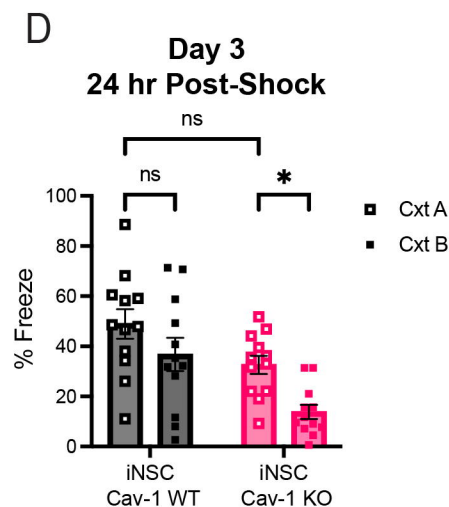 D
Day 3
24 hr Post-Shock
ns
ns
*
100
80
60
40
20
0
% Freeze
Cxt A
Cxt B
iNSC
Cav-1 WT
iNSC
Cav-1 KO